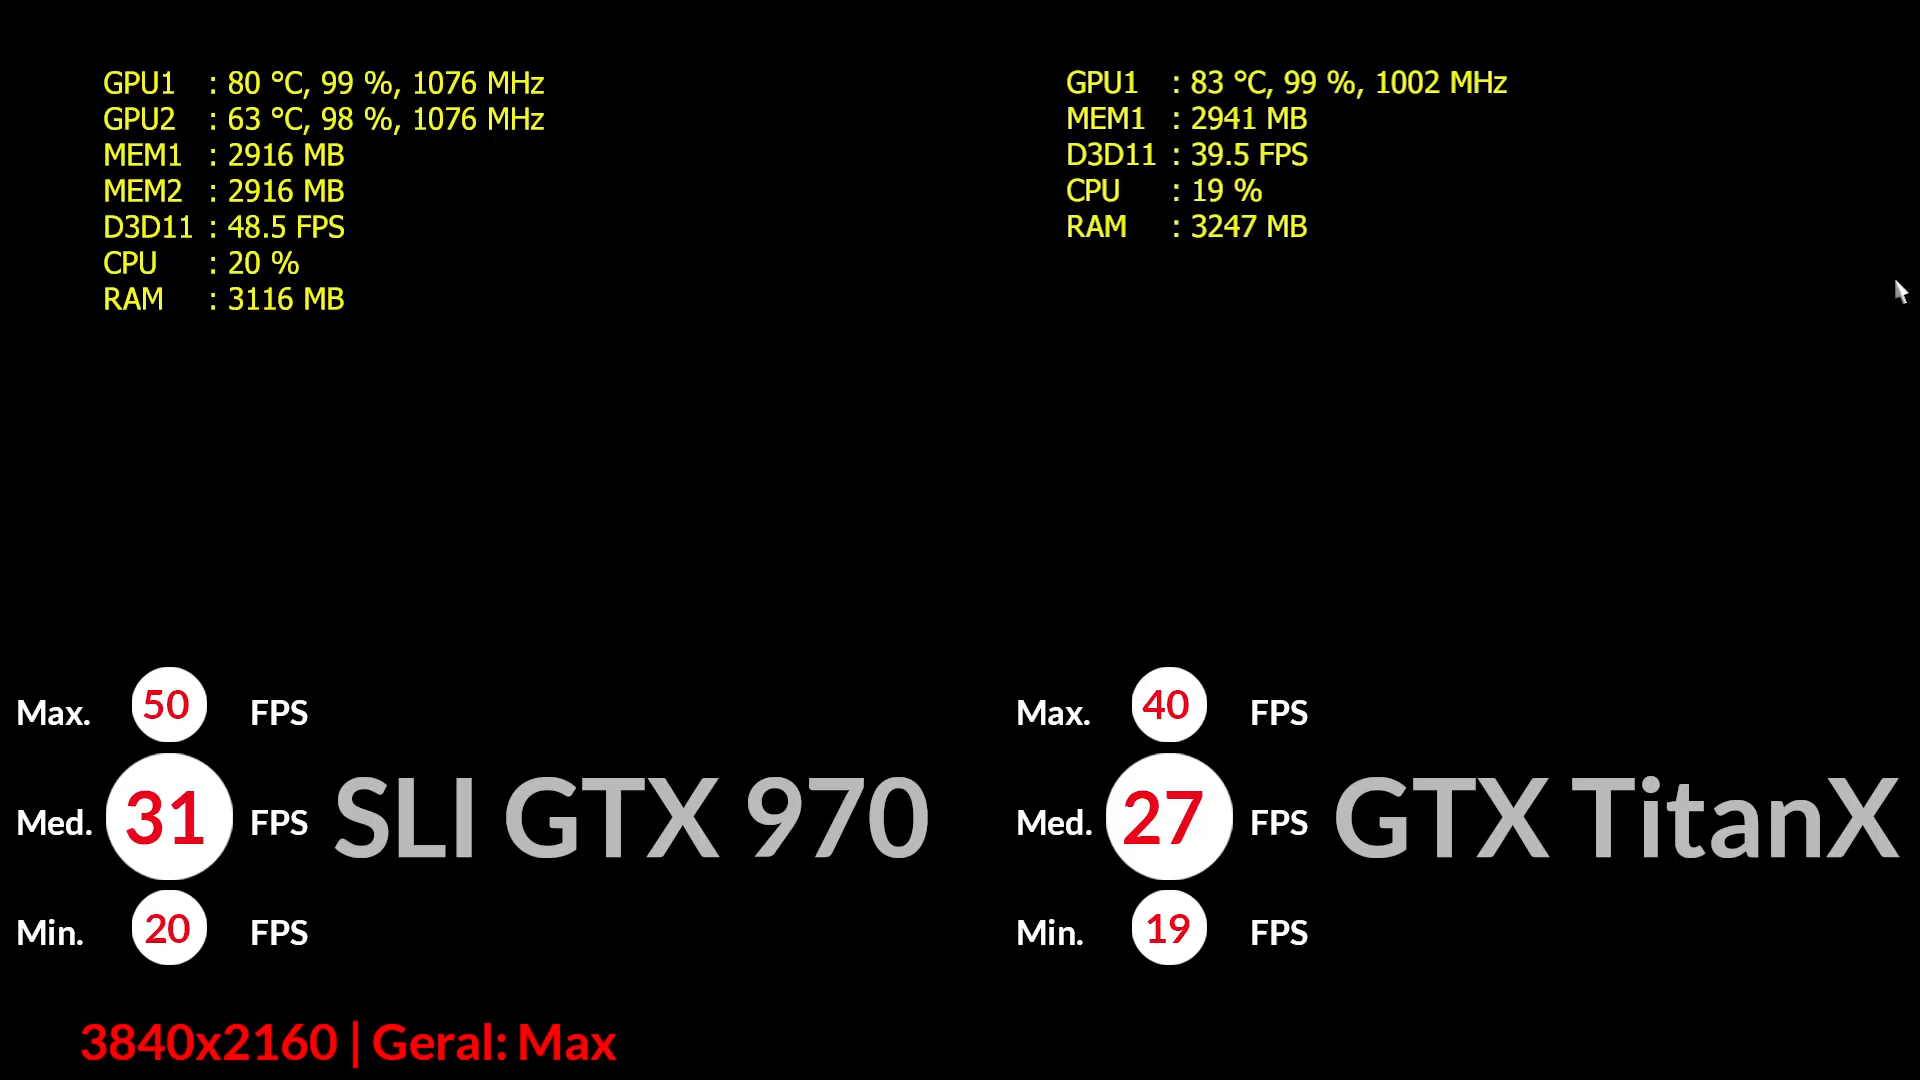 GPU1 : 80 °C, 99 %, 1076 MHz
GPU2 : 63 °C, 98 %, 1076 MHz
MEM1 : 2916 MB
MEM2 : 2916 MB
D3D11 : 48.5 FPS
CPU : 20 %
RAM : 3116 MB
GPU1 : 83 °C, 99 %, 1002 MHz
MEM1 : 2941 MB
D3D11 : 39.5 FPS
CPU : 19 %
RAM : 3247 MB
Max. 50 FPS
Med. 31 FPS SLI GTX 970
Min. 20 FPS
Max. 40 FPS
Med. 27 FPS GTX TitanX
Min. 19 FPS
3840x2160 | Geral: Max